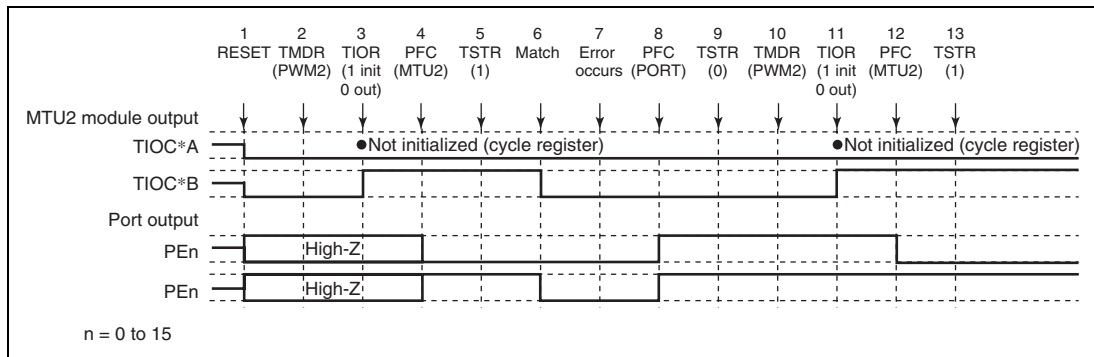 1 2 3 4 5 6 7 8 9 10 11 12 13
RESET TMDR TIOR PFC TSTR Match Error PFC TSTR TMDR TIOR PFC TSTR
(PWM2) (1 init (MTU2) (1) occurs (PORT) (0) (PWM2) (1 init (MTU2) (1)
0 out) 0 out)
MTU2 module output
TIOC*A ●Not initialized (cycle register) ●Not initialized (cycle register)
TIOC*B
Port output
PEn High-Z
PEn High-Z
n = 0 to 15